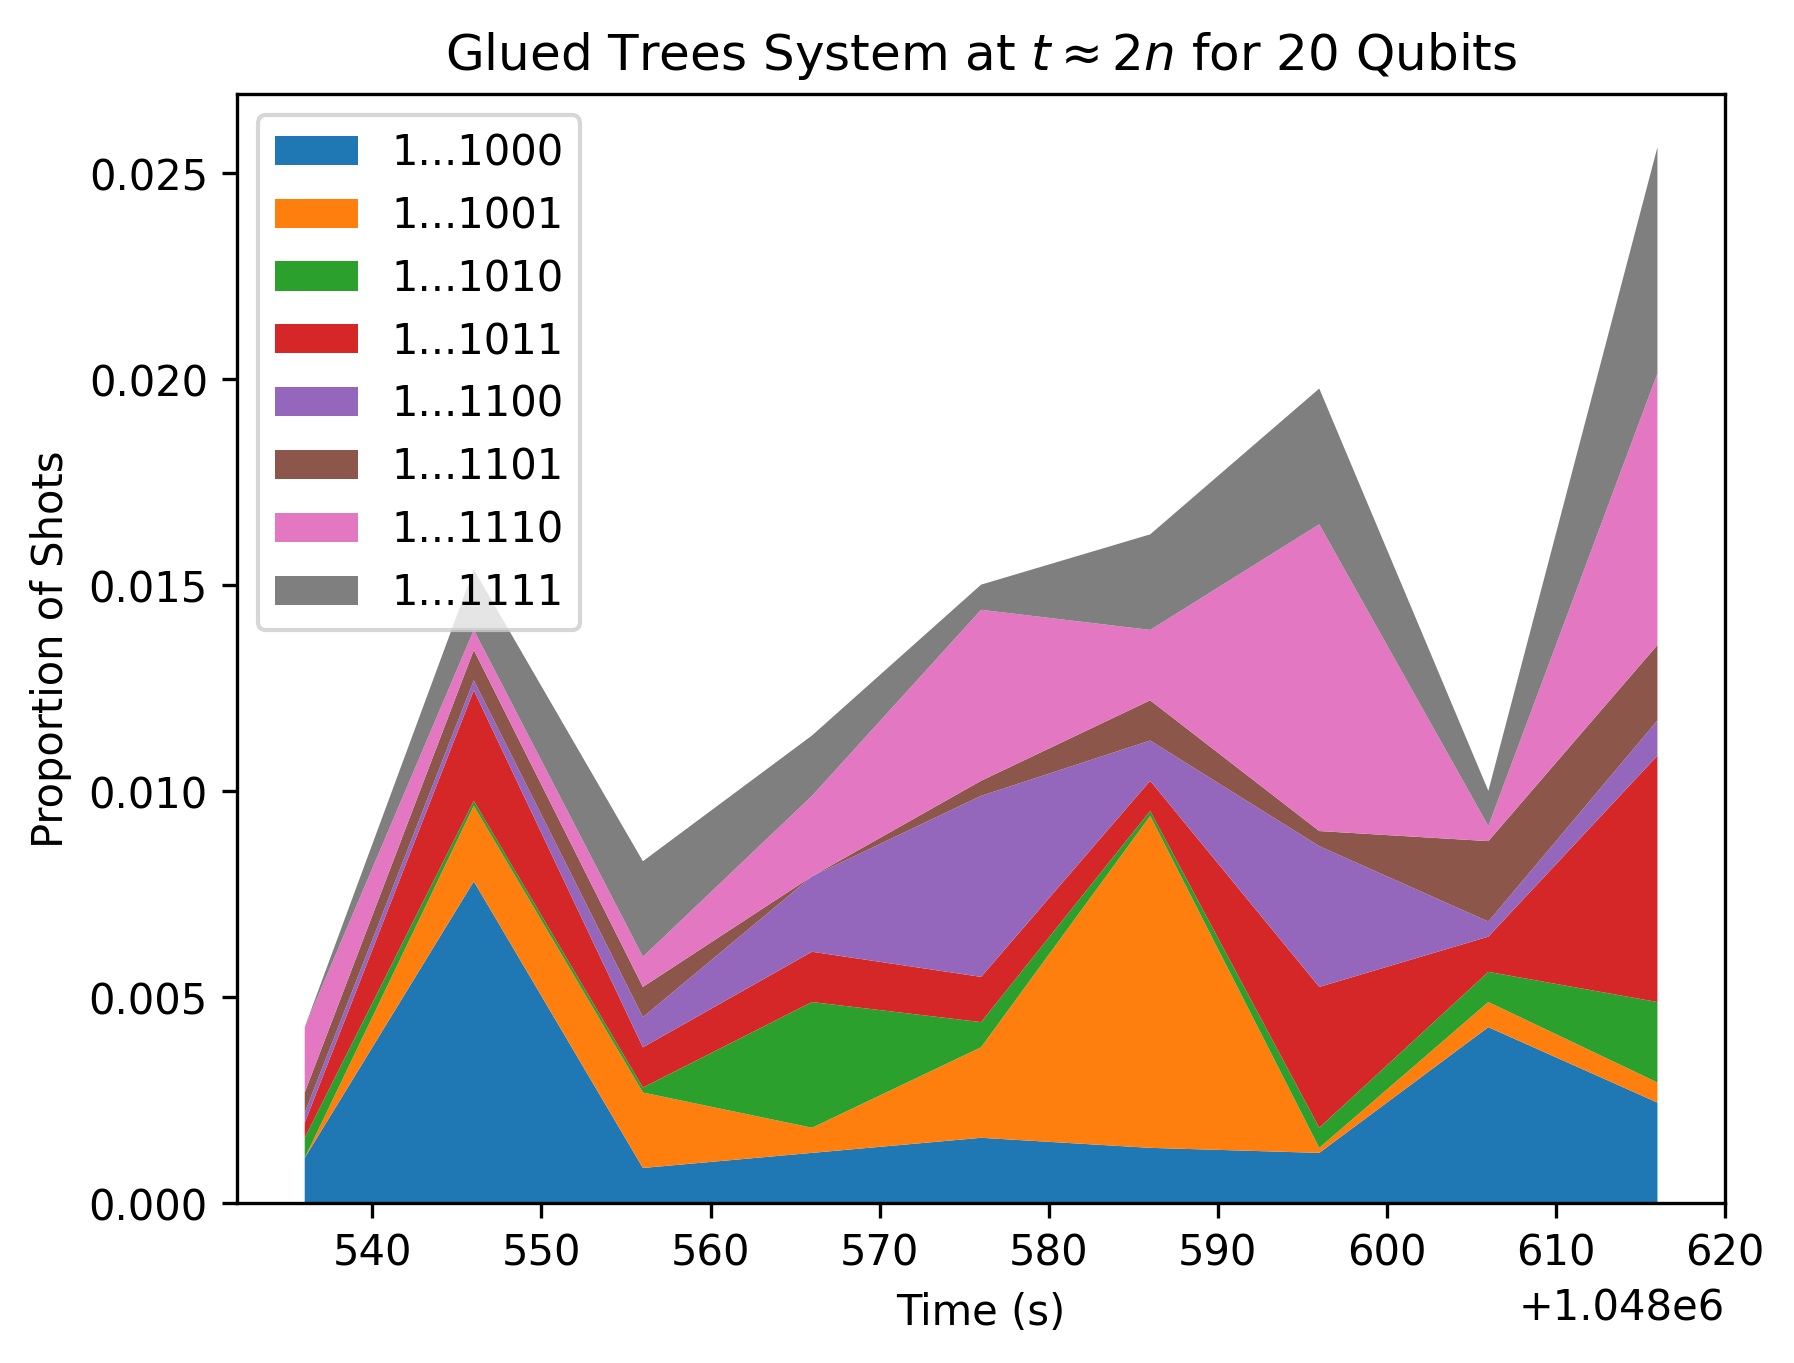 Glued Trees System at t ≈ 2n for 20 Qubits
1...1000
1...1001
1...1010
1...1011
1...1100
1...1101
1...1110
1...1111
Proportion of Shots
0.025
0.020
0.015
0.010
0.005
0.000
540 550 560 570 580 590 600 610 620
Time (s)
+1.048e6